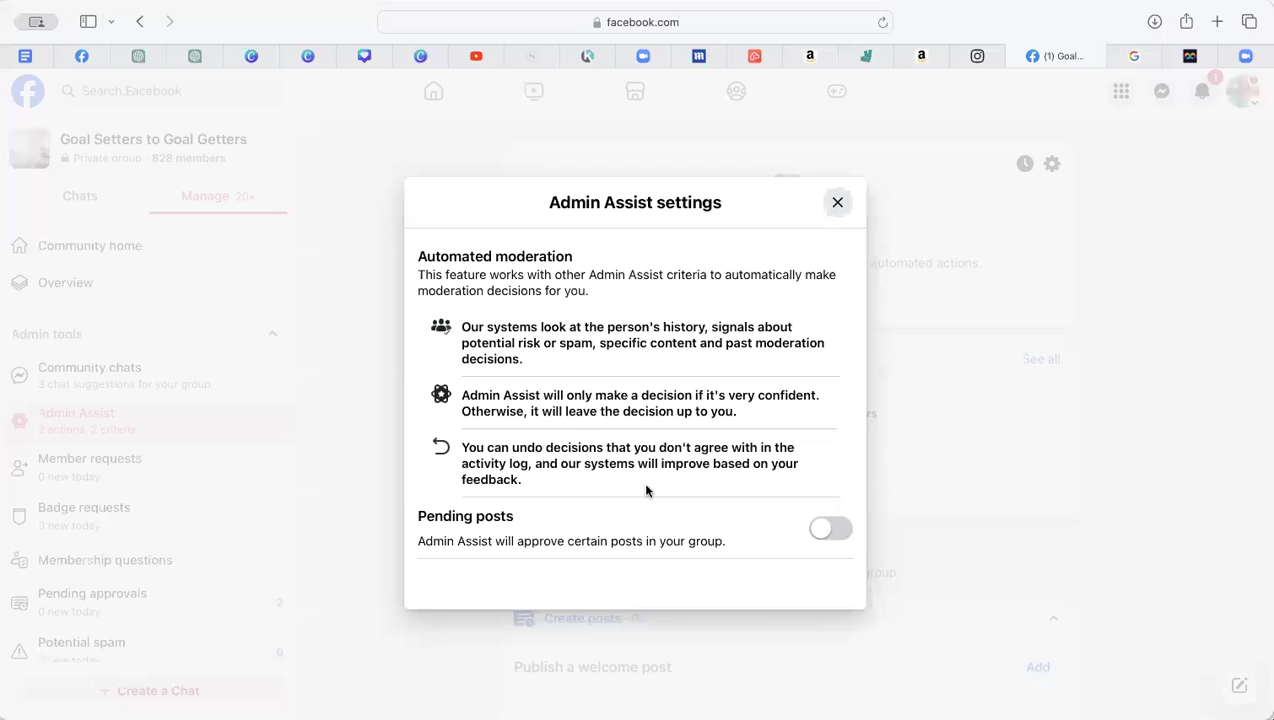 facebook.com
(1) Goal...
Search Facebook
1
Goal Setters to Goal Getters
Private group · 828 members
Chats
Manage 20+
Community home
Overview
Admin tools
Community chats
3 chat suggestions for your group
Admin Assist
2 actions, 2 criteria
Member requests
0 new today
Badge requests
0 new today
Membership questions
Pending approvals
0 new today
2
Potential spam
new today
6
+ Create a Chat
automated actions.
See all
Admin Assist settings
Automated moderation
This feature works with other Admin Assist criteria to automatically make
moderation decisions for you.
Our systems look at the person's history, signals about
potential risk or spam, specific content and past moderation
decisions.
Admin Assist will only make a decision if it's very confident.
Otherwise, it will leave the decision up to you.
You can undo decisions that you don't agree with in the
activity log, and our systems will improve based on your
feedback.
Pending posts
Admin Assist will approve certain posts in your group.
Create posts · 0
Publish a welcome post
Add